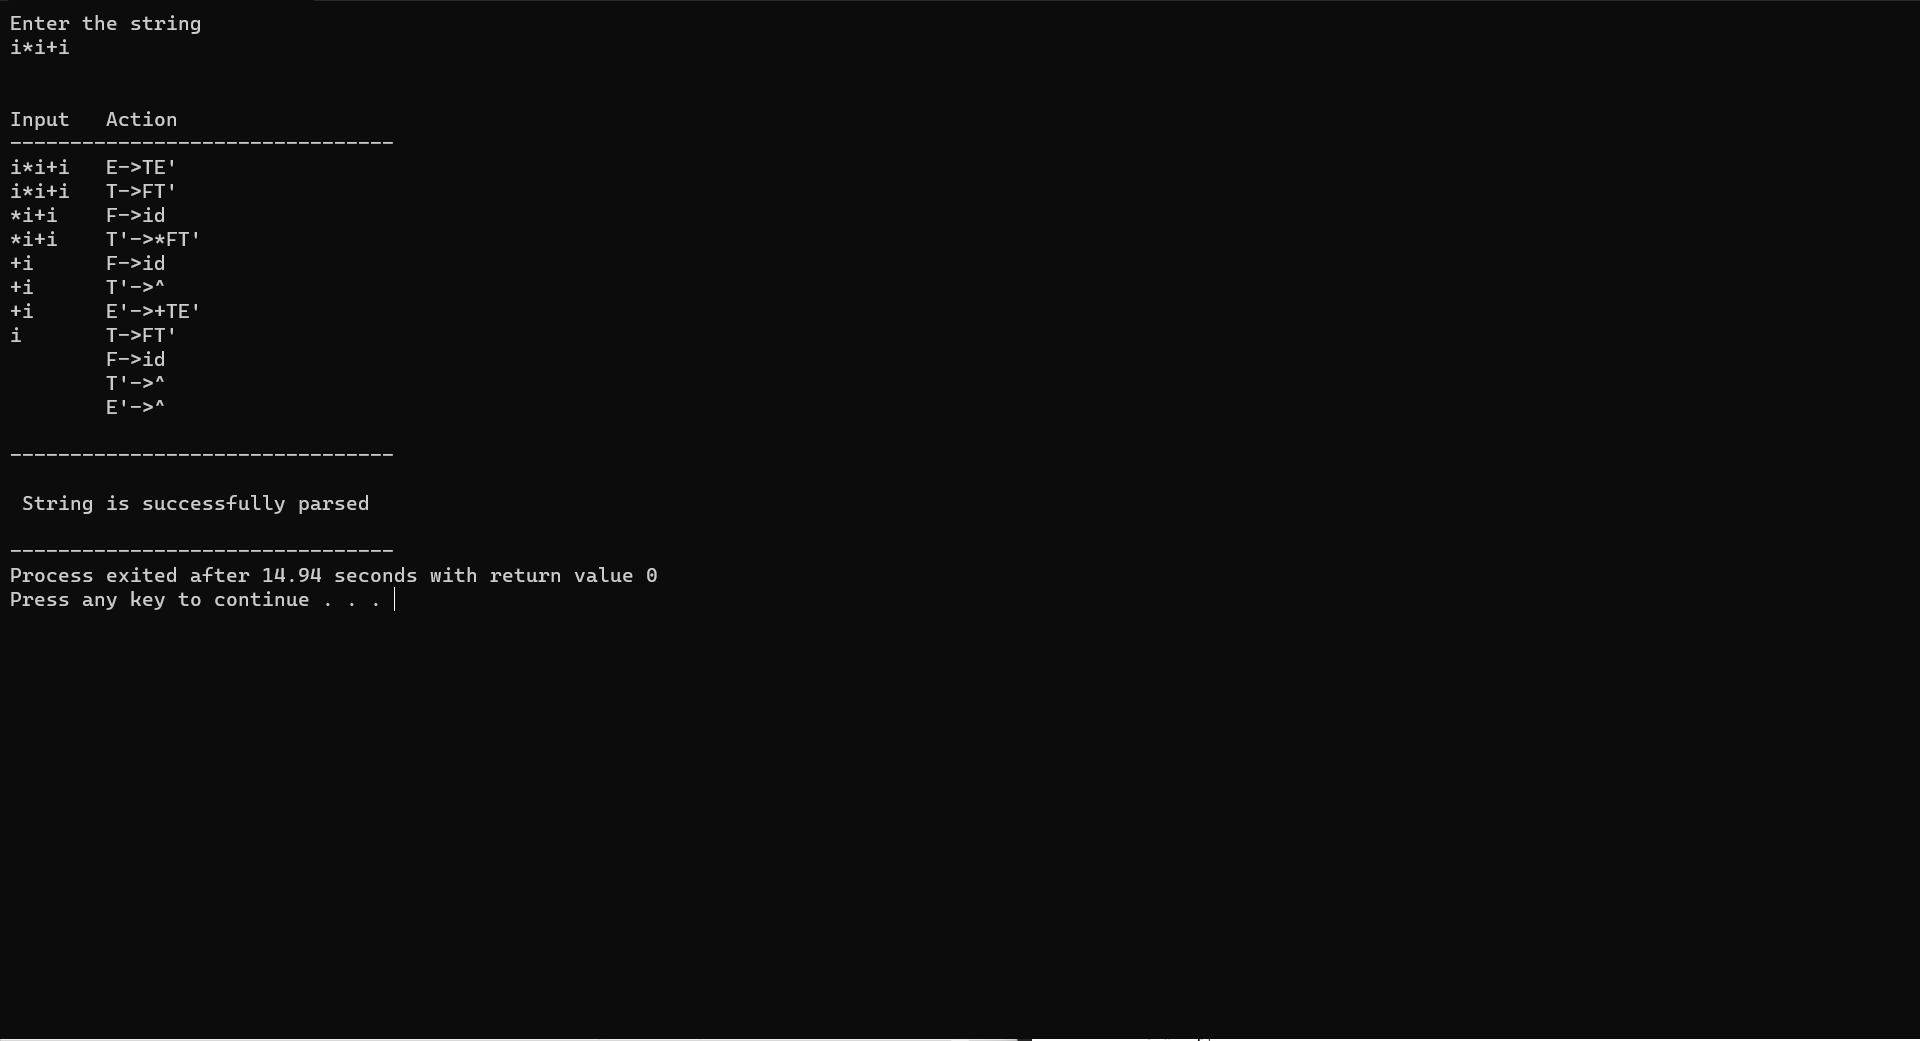 Enter the string
i*i+i
Input   Action
--------------------------------
i*i+i   E->TE'
i*i+i   T->FT'
*i+i    F->id
*i+i    T'->*FT'
+i      F->id
+i      T'->^
+i      E'->+TE'
i       T->FT'
        F->id
        T'->^
        E'->^
--------------------------------
 String is successfully parsed
--------------------------------
Process exited after 14.94 seconds with return value 0
Press any key to continue . . .